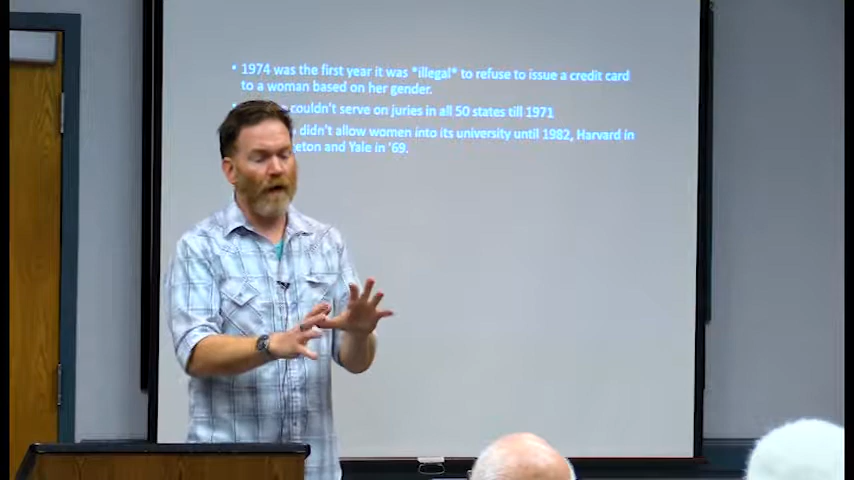 • 1974 was the first year it was *illegal* to refuse to issue a credit card
to a woman based on her gender.
couldn't serve on juries in all 50 states till 1971
didn't allow women into its university until 1982, Harvard in
and Yale in '69.